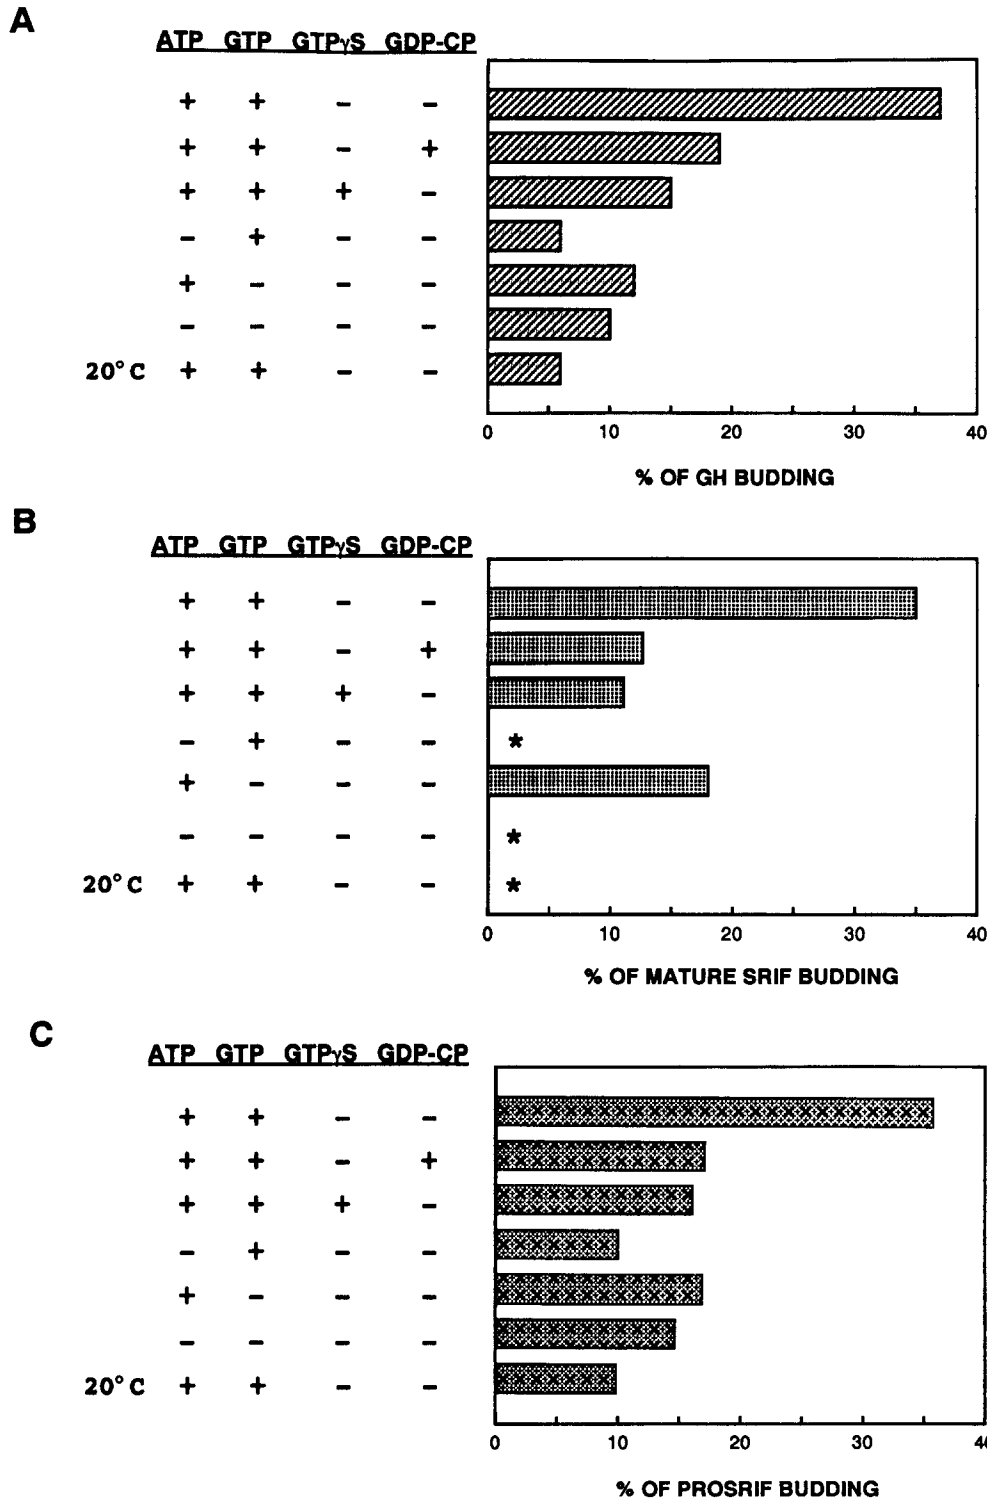 A
ATP GTP GTPγS GDP-CP
+ + − −
+ + − +
+ + + −
− + − −
+ − − −
− − − −
20°C + + − −
0 10 20 30 40
% OF GH BUDDING
B
ATP GTP GTPγS GDP-CP
+ + − −
+ + − +
+ + + −
− + − − *
+ − − −
− − − − *
20°C + + − − *
0 10 20 30 40
% OF MATURE SRIF BUDDING
C
ATP GTP GTPγS GDP-CP
+ + − −
+ + − +
+ + + −
− + − −
+ − − −
− − − −
20°C + + − −
0 10 20 30 4
% OF PROSRIF BUDDING